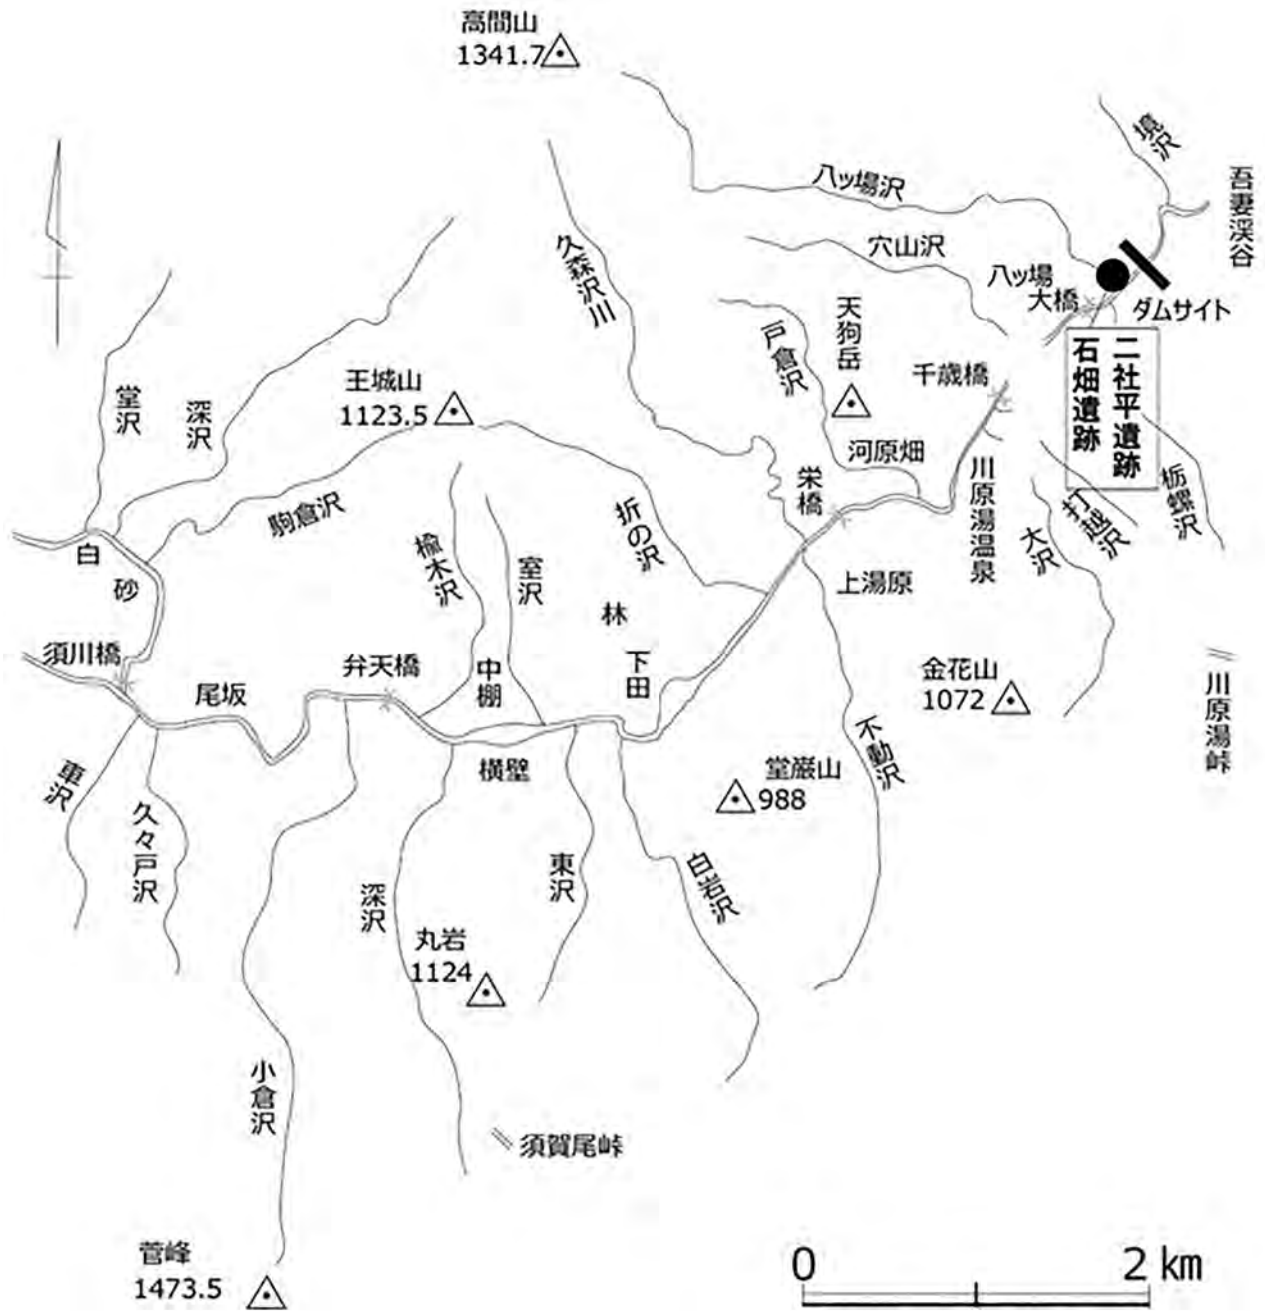 高間山
1341.7
境沢
吾妻渓谷
八ッ場沢
穴山沢
久森沢川
八ッ場
大橋
ダムサイト
天狗岳
戸倉沢
二社平遺跡
石畑遺跡
千歳橋
王城山
1123.5
堂沢
深沢
河原畑
川原湯温泉
栃螺沢
打越沢
大沢
栄橋
駒倉沢
折の沢
楡木沢
室沢
白
砂
上湯原
林
須川橋
弁天橋
中棚
下田
尾坂
金花山
1072
川原湯峠
不動沢
堂巌山
988
横壁
車沢
久々戸沢
東沢
白岩沢
深沢
丸岩
1124
小倉沢
須賀尾峠
菅峰
1473.5
0
2 km